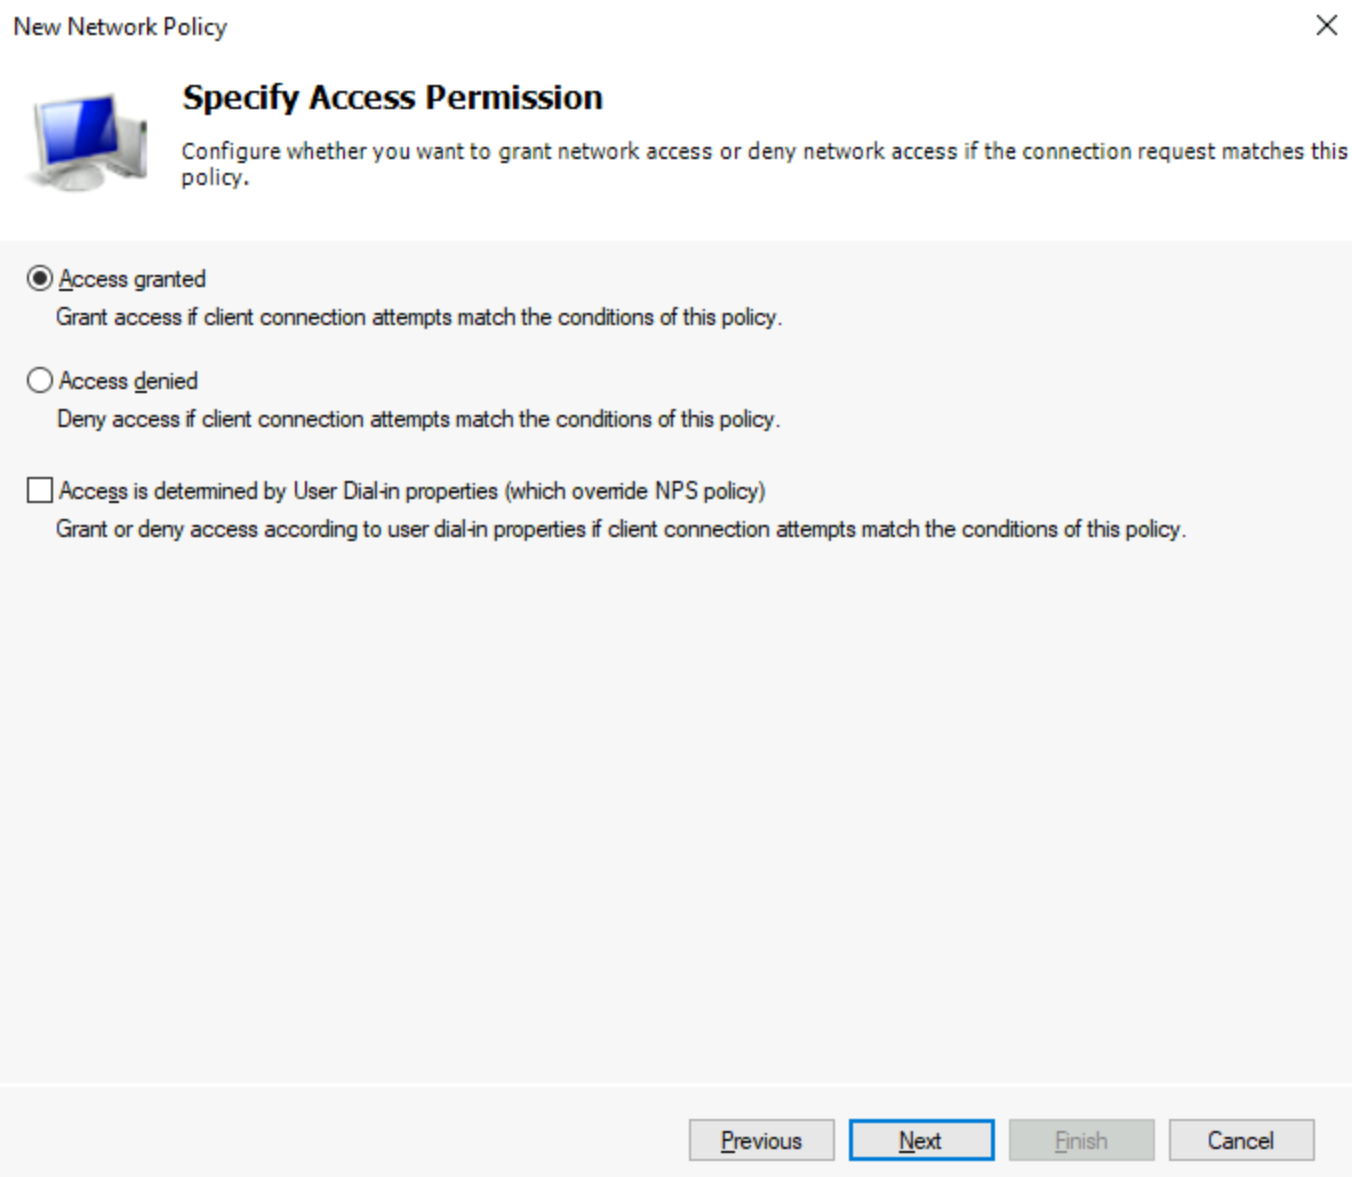 New Network Policy
Specify Access Permission
Configure whether you want to grant network access or deny network access if the connection request matches this
policy.
Access granted
Grant access if client connection attempts match the conditions of this policy.
Access denied
Deny access if client connection attempts match the conditions of this policy.
Access is determined by User Dial-in properties (which override NPS policy)
Grant or deny access according to user dial-in properties if client connection attempts match the conditions of this policy.
Previous
Next
Finish
Cancel